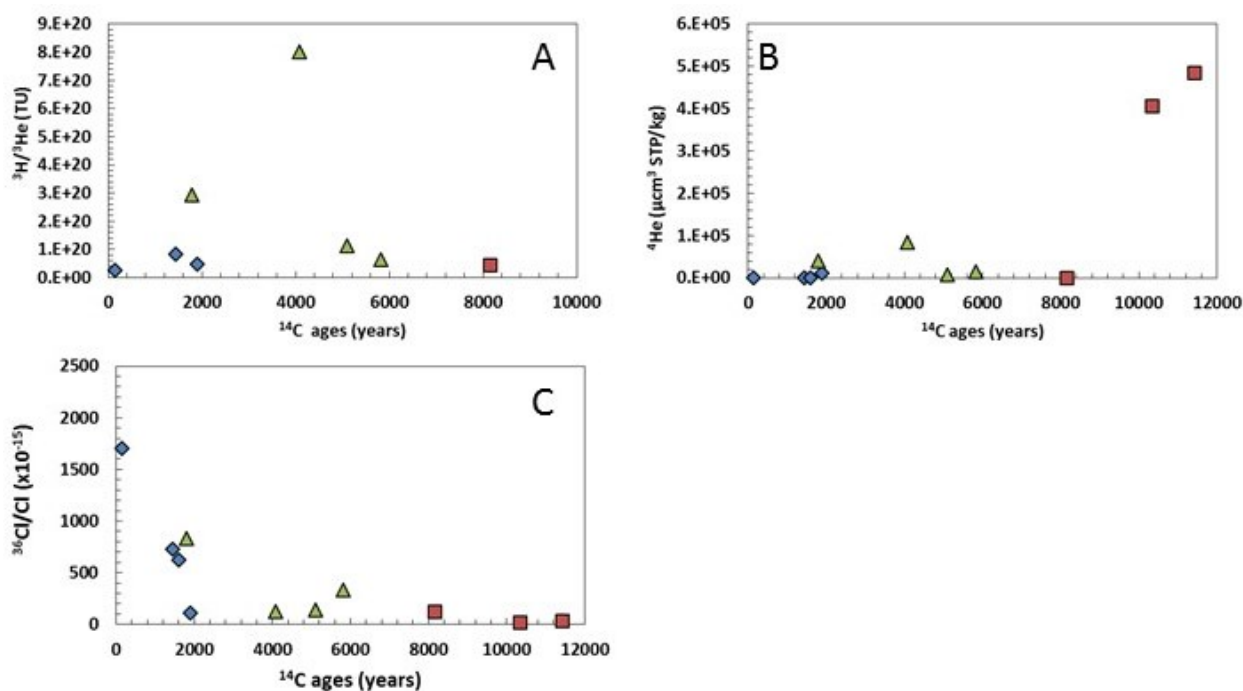 A
³H/³He (TU)
9.E+20
8.E+20
7.E+20
6.E+20
5.E+20
4.E+20
3.E+20
2.E+20
1.E+20
0.E+00
0 2000 4000 6000 8000 10000
¹⁴C ages (years)
B
⁴He (µcm³ STP/kg)
6.E+05
5.E+05
4.E+05
3.E+05
2.E+05
1.E+05
0.E+00
0 2000 4000 6000 8000 10000 12000
¹⁴C ages (years)
C
³⁶Cl/Cl (x10⁻¹⁵)
2500
2000
1500
1000
500
0
0 2000 4000 6000 8000 10000 12000
¹⁴C ages (years)